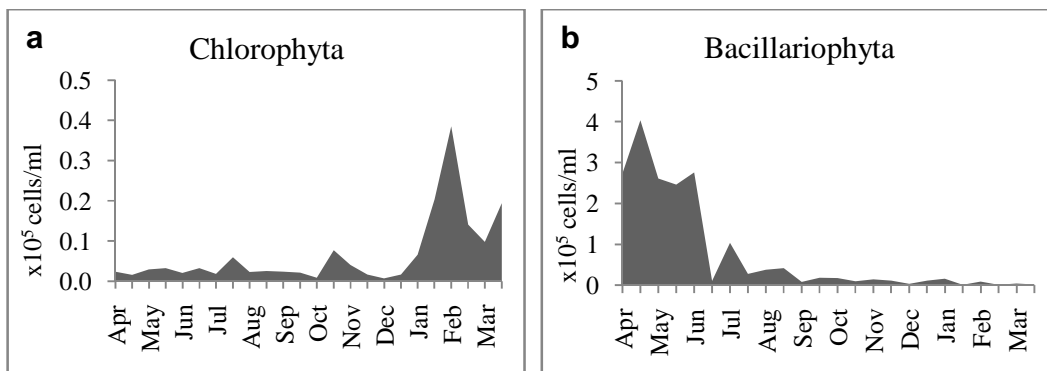 a
Chlorophyta
0.5
0.4
0.3
0.2
0.1
0.0
x10⁵ cells/ml
Apr
May
Jun
Jul
Aug
Sep
Oct
Nov
Dec
Jan
Feb
Mar
b
Bacillariophyta
5
4
3
2
1
0
x10⁵ cells/ml
Apr
May
Jun
Jul
Aug
Sep
Oct
Nov
Dec
Jan
Feb
Mar